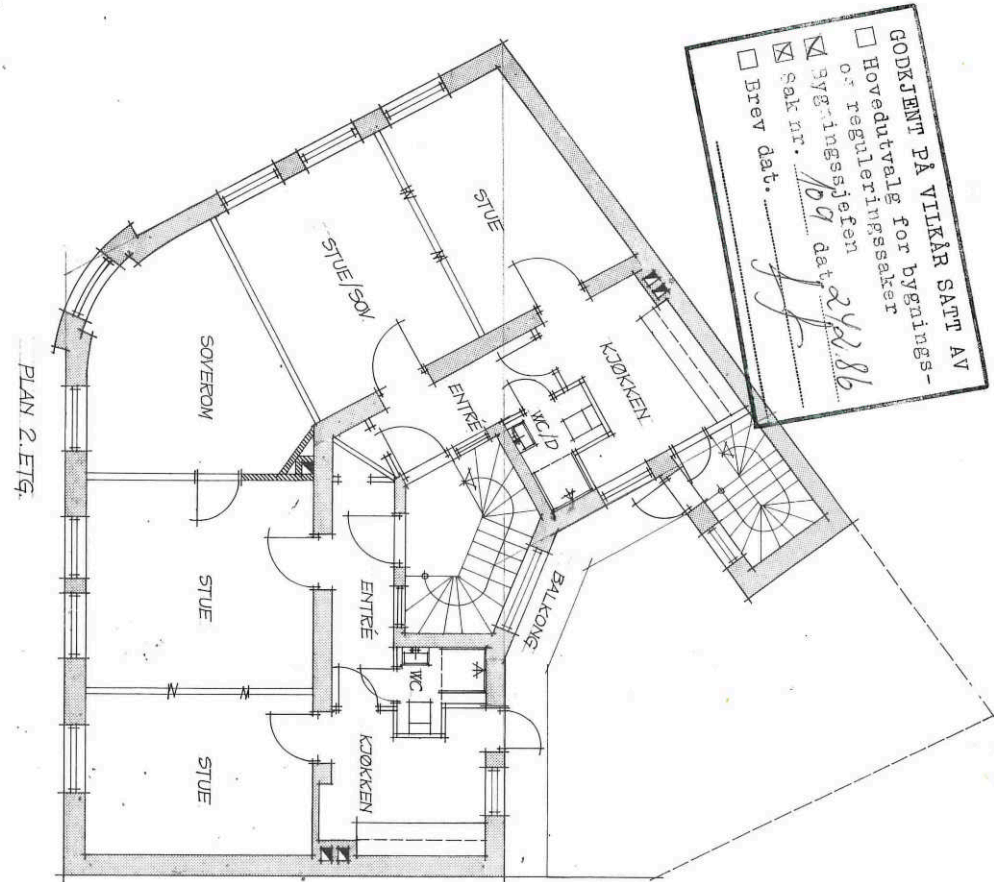 GODKJENT PÅ VILKÅR SATT AV
Hovedutvalg for bygnings-
og reguleringssaker
Bygningssjefen
Sak nr. 109 dat. 24/2.86
Brev dat.
STUE
STUE/SOV.
SOVEROM
KJØKKEN
WC/D
ENTRÉ
BALKONG
STUE
ENTRÉ
WC
KJØKKEN
STUE
PLAN 2.ETG.